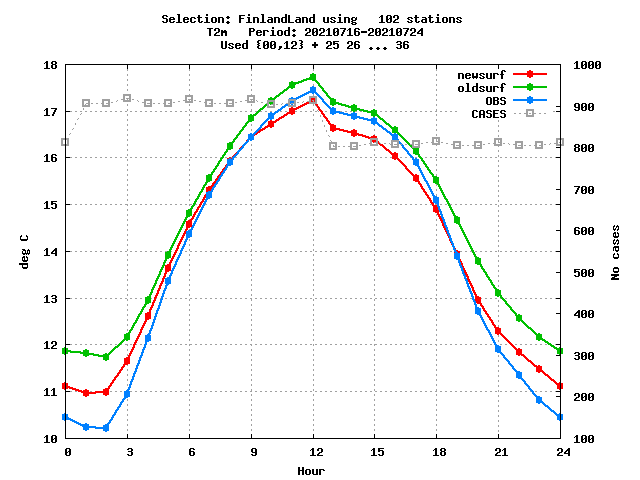 Selection: FinlandLand using   102 stations
T2m   Period: 20210716-20210724
Used {00,12} + 25 26 ... 36
newsurf
oldsurf
OBS
CASES
18
17
16
15
14
13
12
11
10
deg C
1000
900
800
700
600
500
400
300
200
100
No cases
0 3 6 9 12 15 18 21 24
Hour